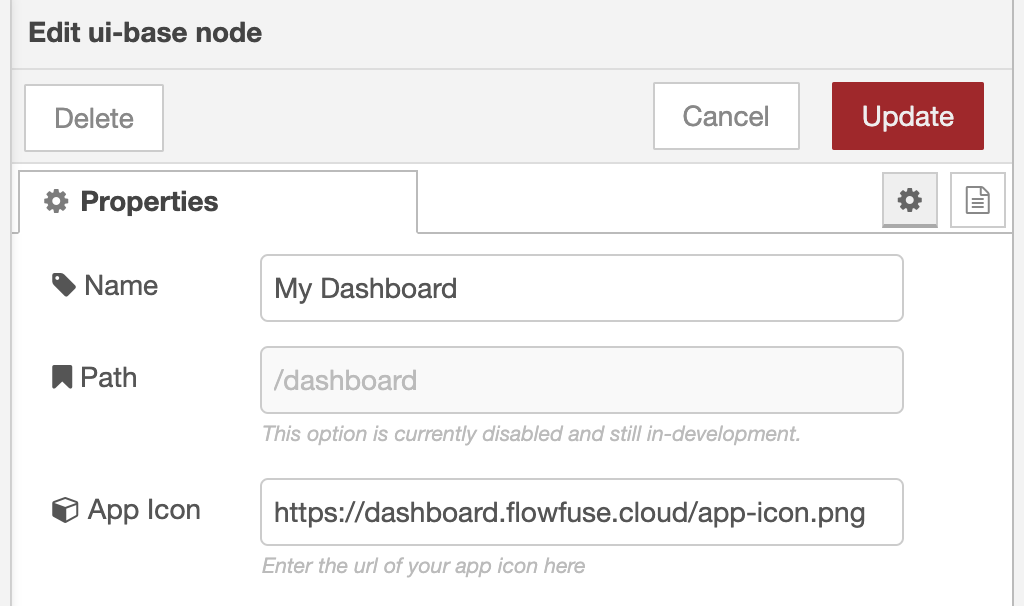 Edit ui-base node
Delete
Cancel
Update
Properties
Name
My Dashboard
Path
/dashboard
This option is currently disabled and still in-development.
App Icon
https://dashboard.flowfuse.cloud/app-icon.png
Enter the url of your app icon here